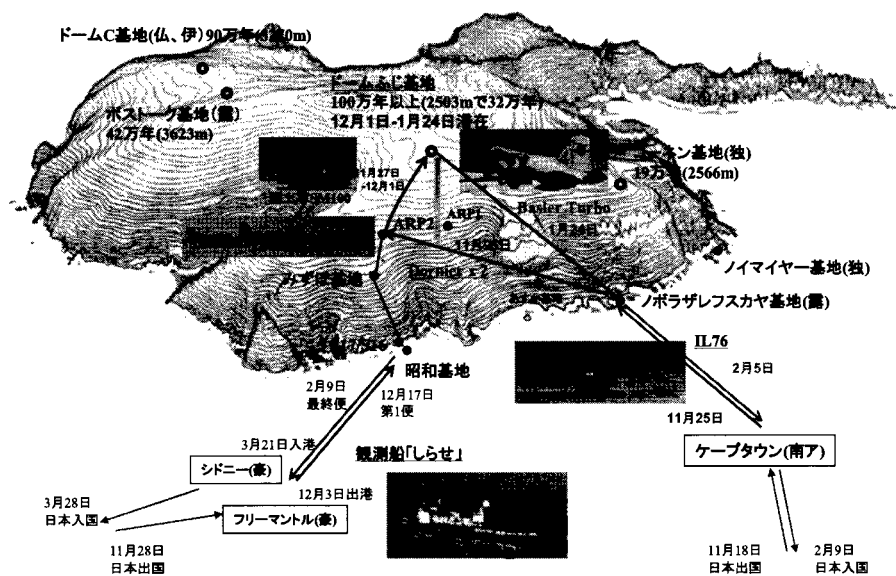 ドームC基地(仏、伊)90万年
ボストーク基地(露)
42万年(3623m)
ドームふじ基地
100万年以上(2503mで32万年)
12月1日-1月24日滞在
基地(独)
(2566m)
-12月1日
ARP1
ARP2
Basler Turbo
1月24日
Dornier x 2
みずほ基地
ノイマイヤー基地(独)
ノボラザレフスカヤ基地(露)
昭和基地
IL76
2月5日
11月25日
2月9日
最終便
12月17日
第1便
3月21日入港
観測船「しらせ」
ケープタウン(南ア)
シドニー(豪)
12月3日出港
フリーマントル(豪)
3月28日
日本入国
11月28日
日本出国
11月18日
日本出国
2月9日
日本入国